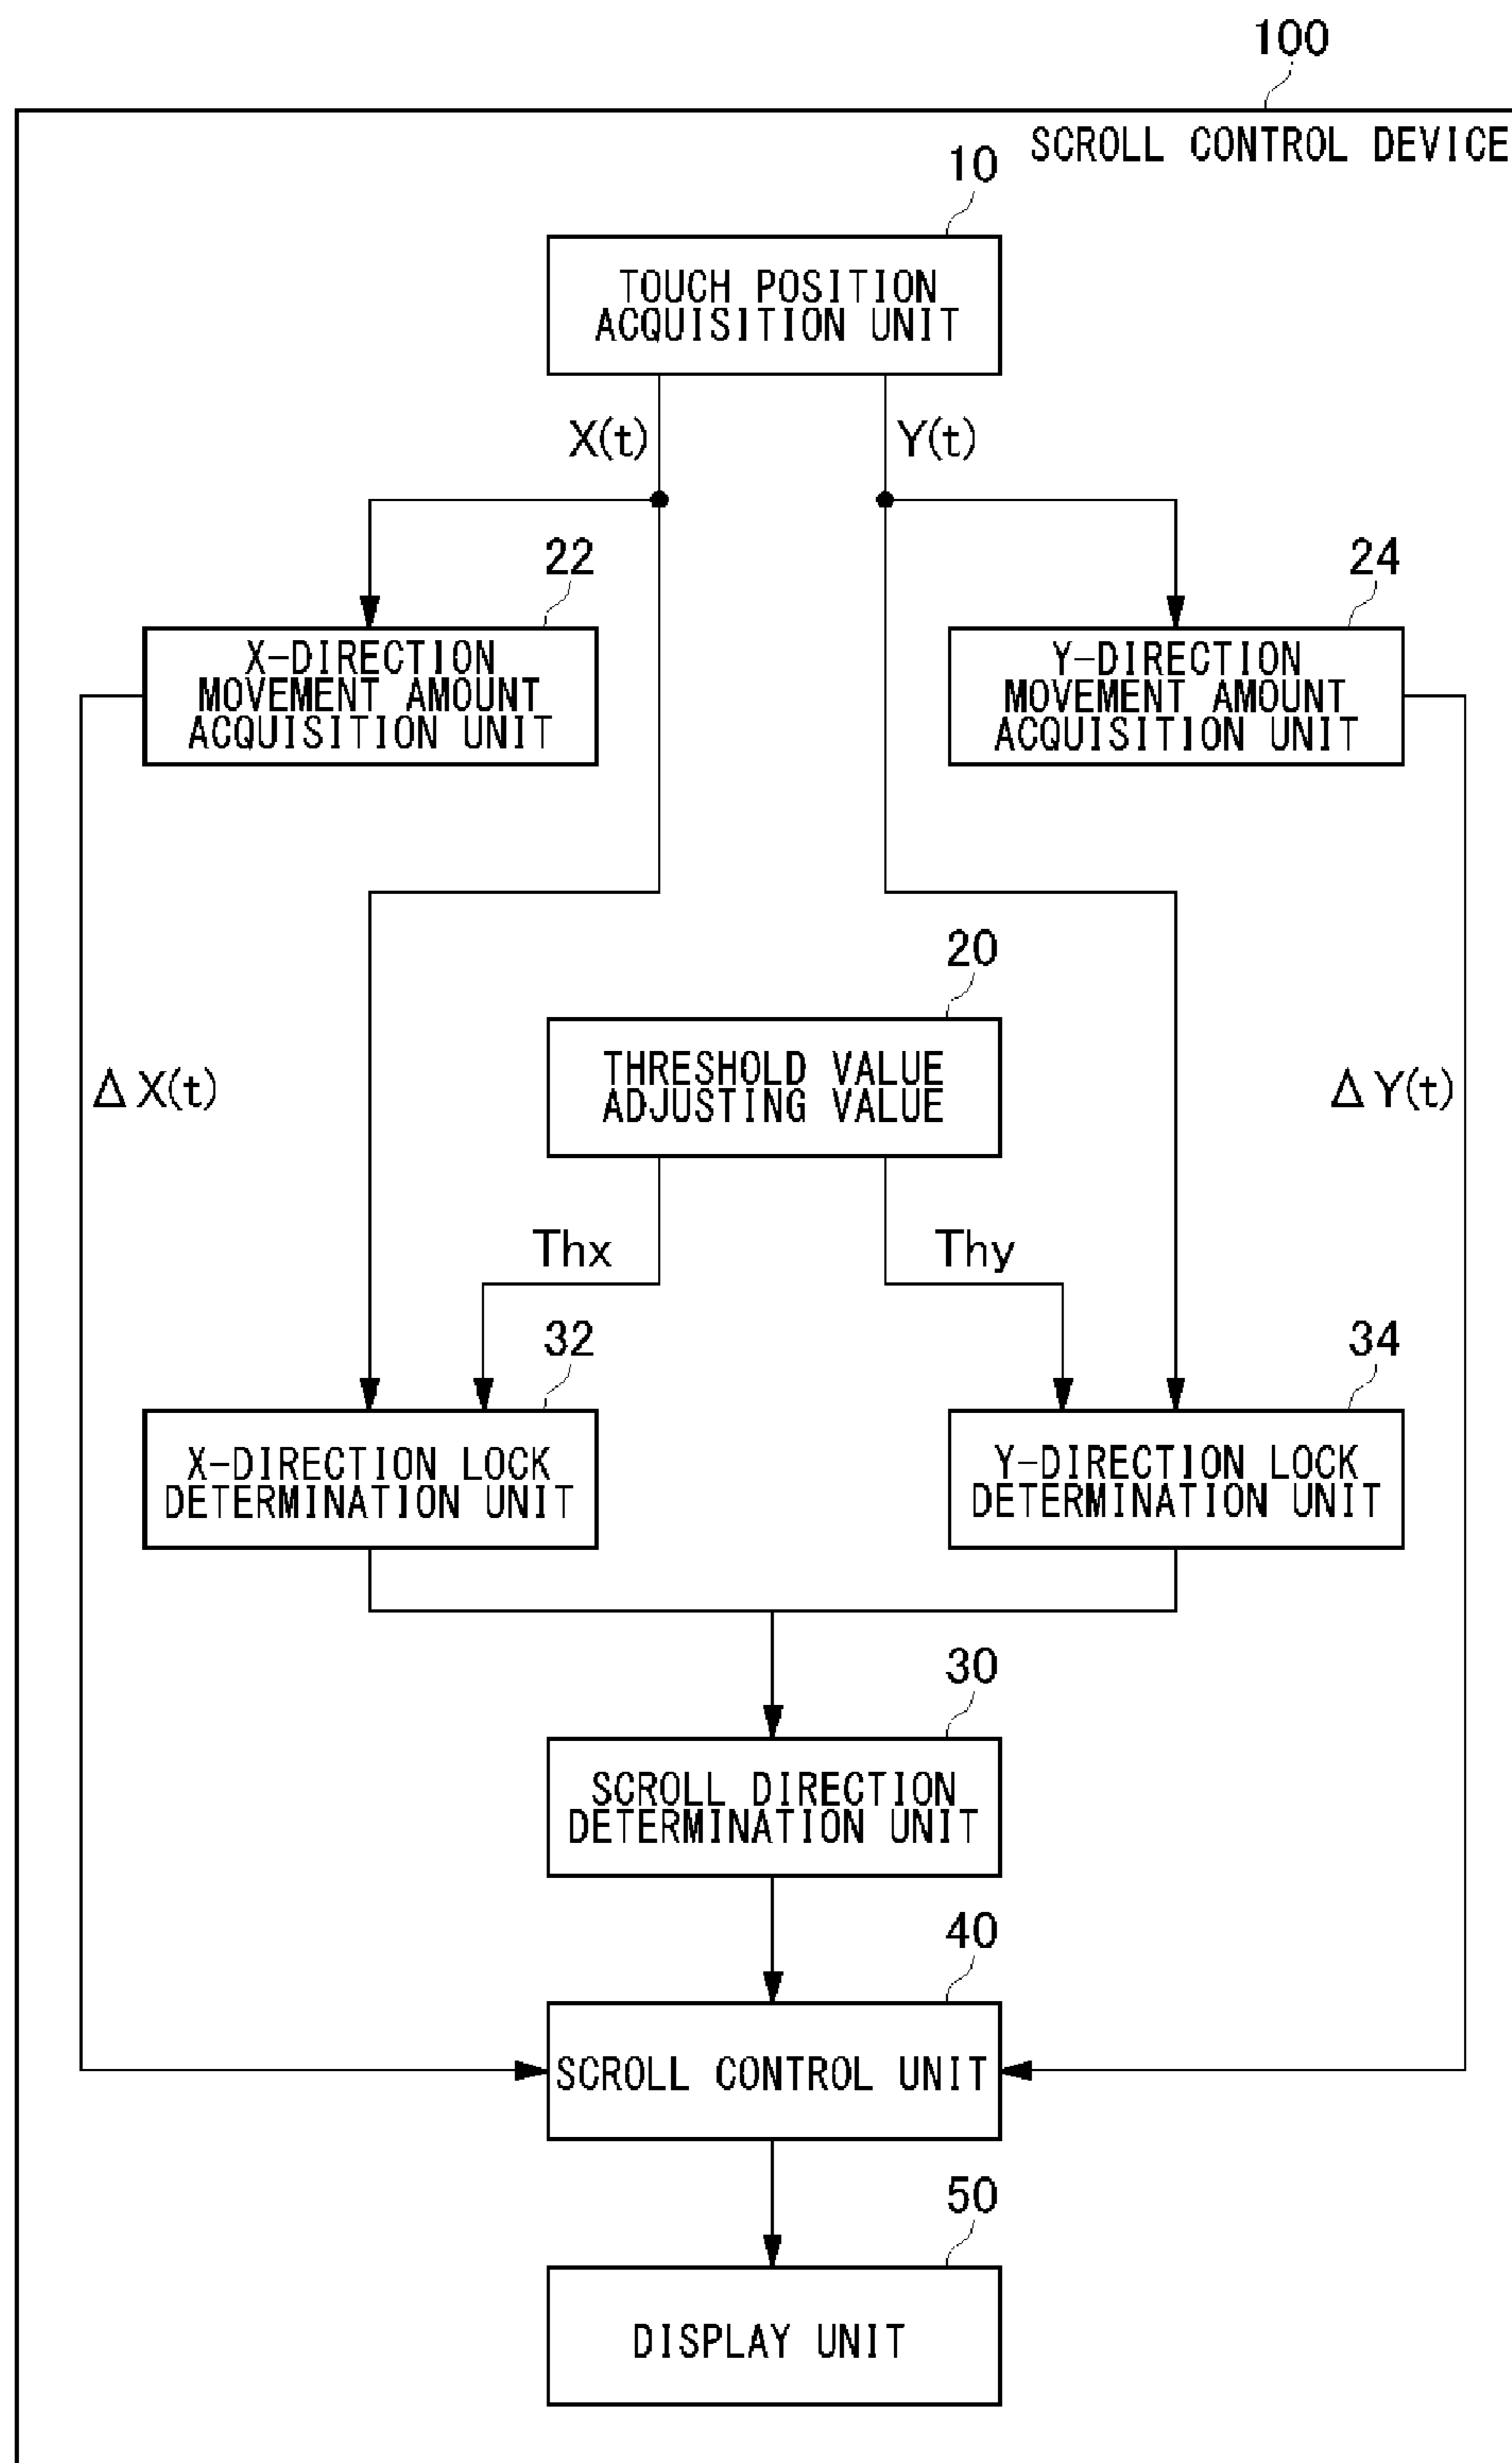 100
SCROLL CONTROL DEVICE
10
TOUCH POSITION
ACQUISITION UNIT
X(t)
Y(t)
22
24
X-DIRECTION
MOVEMENT AMOUNT
ACQUISITION UNIT
Y-DIRECTION
MOVEMENT AMOUNT
ACQUISITION UNIT
20
THRESHOLD VALUE
ADJUSTING VALUE
ΔX(t)
ΔY(t)
Thx
Thy
32
34
X-DIRECTION LOCK
DETERMINATION UNIT
Y-DIRECTION LOCK
DETERMINATION UNIT
30
SCROLL DIRECTION
DETERMINATION UNIT
40
SCROLL CONTROL UNIT
50
DISPLAY UNIT